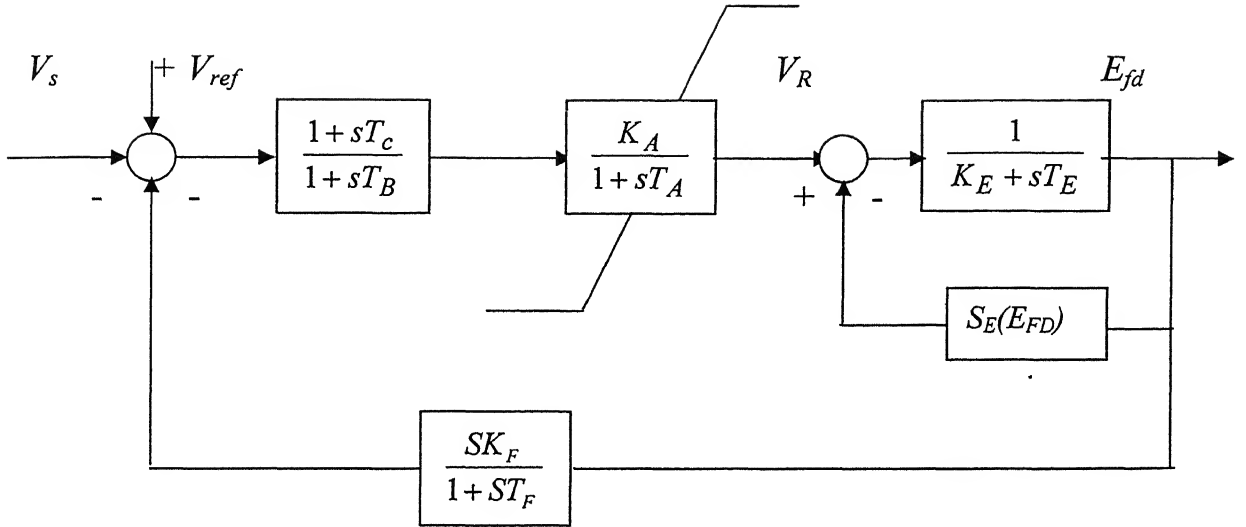 V_s
+ V_ref
V_R
E_fd
1 + sT_c
1 + sT_B
K_A
1 + sT_A
1
K_E + sT_E
- - + -
S_E(E_FD)
SK_F
1 + ST_F